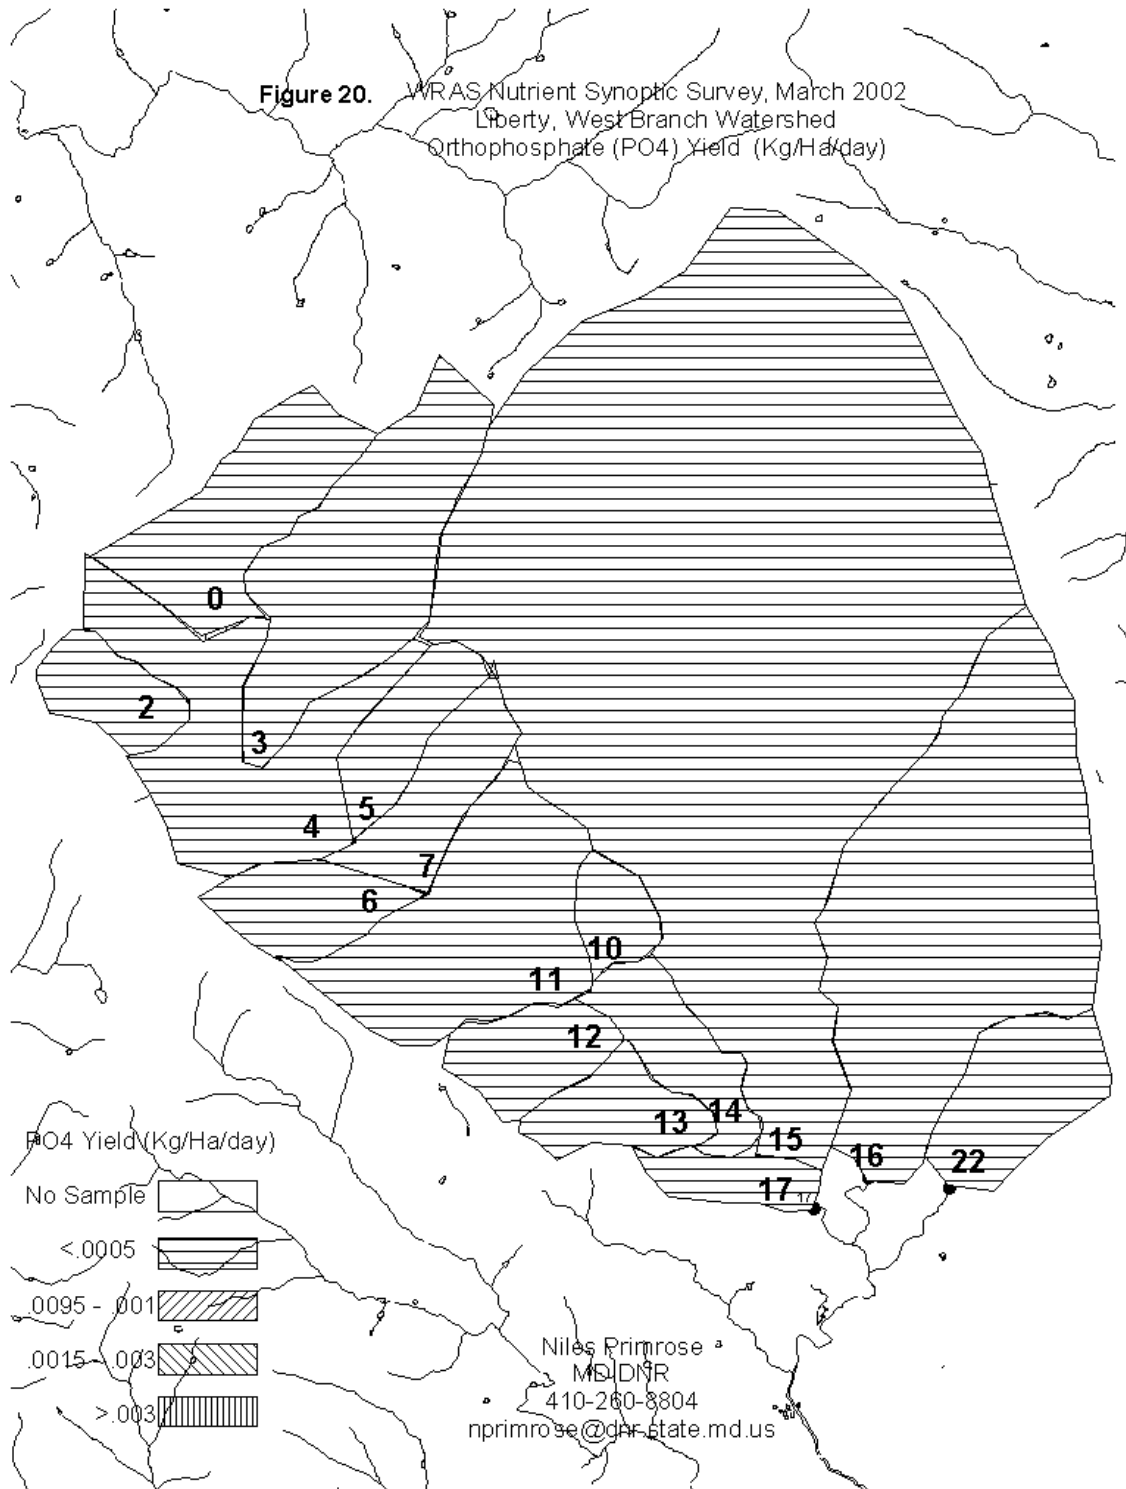 Figure 20. WRAS Nutrient Synoptic Survey, March 2002
Liberty, West Branch Watershed
Orthophosphate (PO4) Yield (Kg/Ha/day)
0
2
3
5
4
7
6
10
11
12
14
13
15
16
22
17
17
PO4 Yield (Kg/Ha/day)
No Sample
<.0005
.0095 - .001
.0015 - .003
>.003
Niles Primrose
MD DNR
410-260-8804
nprimrose@dnr.state.md.us